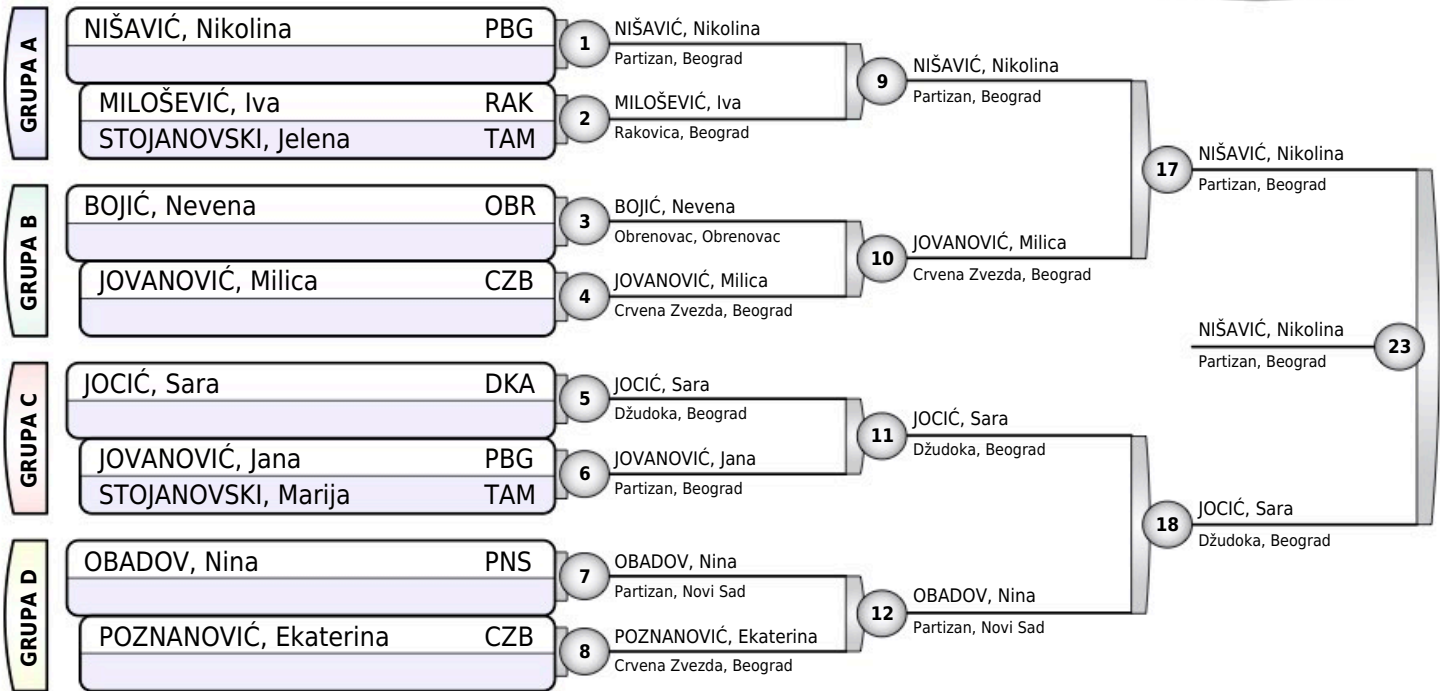 GRUPA A
NIŠAVIĆ, Nikolina PBG
MILOŠEVIĆ, Iva RAK
STOJANOVSKI, Jelena TAM
GRUPA B
BOJIĆ, Nevena OBR
JOVANOVIĆ, Milica CZB
GRUPA C
JOCIĆ, Sara DKA
JOVANOVIĆ, Jana PBG
STOJANOVSKI, Marija TAM
GRUPA D
OBADOV, Nina PNS
POZNANOVIĆ, Ekaterina CZB
1
NIŠAVIĆ, Nikolina
Partizan, Beograd
2
MILOŠEVIĆ, Iva
Rakovica, Beograd
3
BOJIĆ, Nevena
Obrenovac, Obrenovac
4
JOVANOVIĆ, Milica
Crvena Zvezda, Beograd
5
JOCIĆ, Sara
Džudoka, Beograd
6
JOVANOVIĆ, Jana
Partizan, Beograd
7
OBADOV, Nina
Partizan, Novi Sad
8
POZNANOVIĆ, Ekaterina
Crvena Zvezda, Beograd
9
NIŠAVIĆ, Nikolina
Partizan, Beograd
10
JOVANOVIĆ, Milica
Crvena Zvezda, Beograd
11
JOCIĆ, Sara
Džudoka, Beograd
12
OBADOV, Nina
Partizan, Novi Sad
17
NIŠAVIĆ, Nikolina
Partizan, Beograd
18
JOCIĆ, Sara
Džudoka, Beograd
NIŠAVIĆ, Nikolina
Partizan, Beograd
23